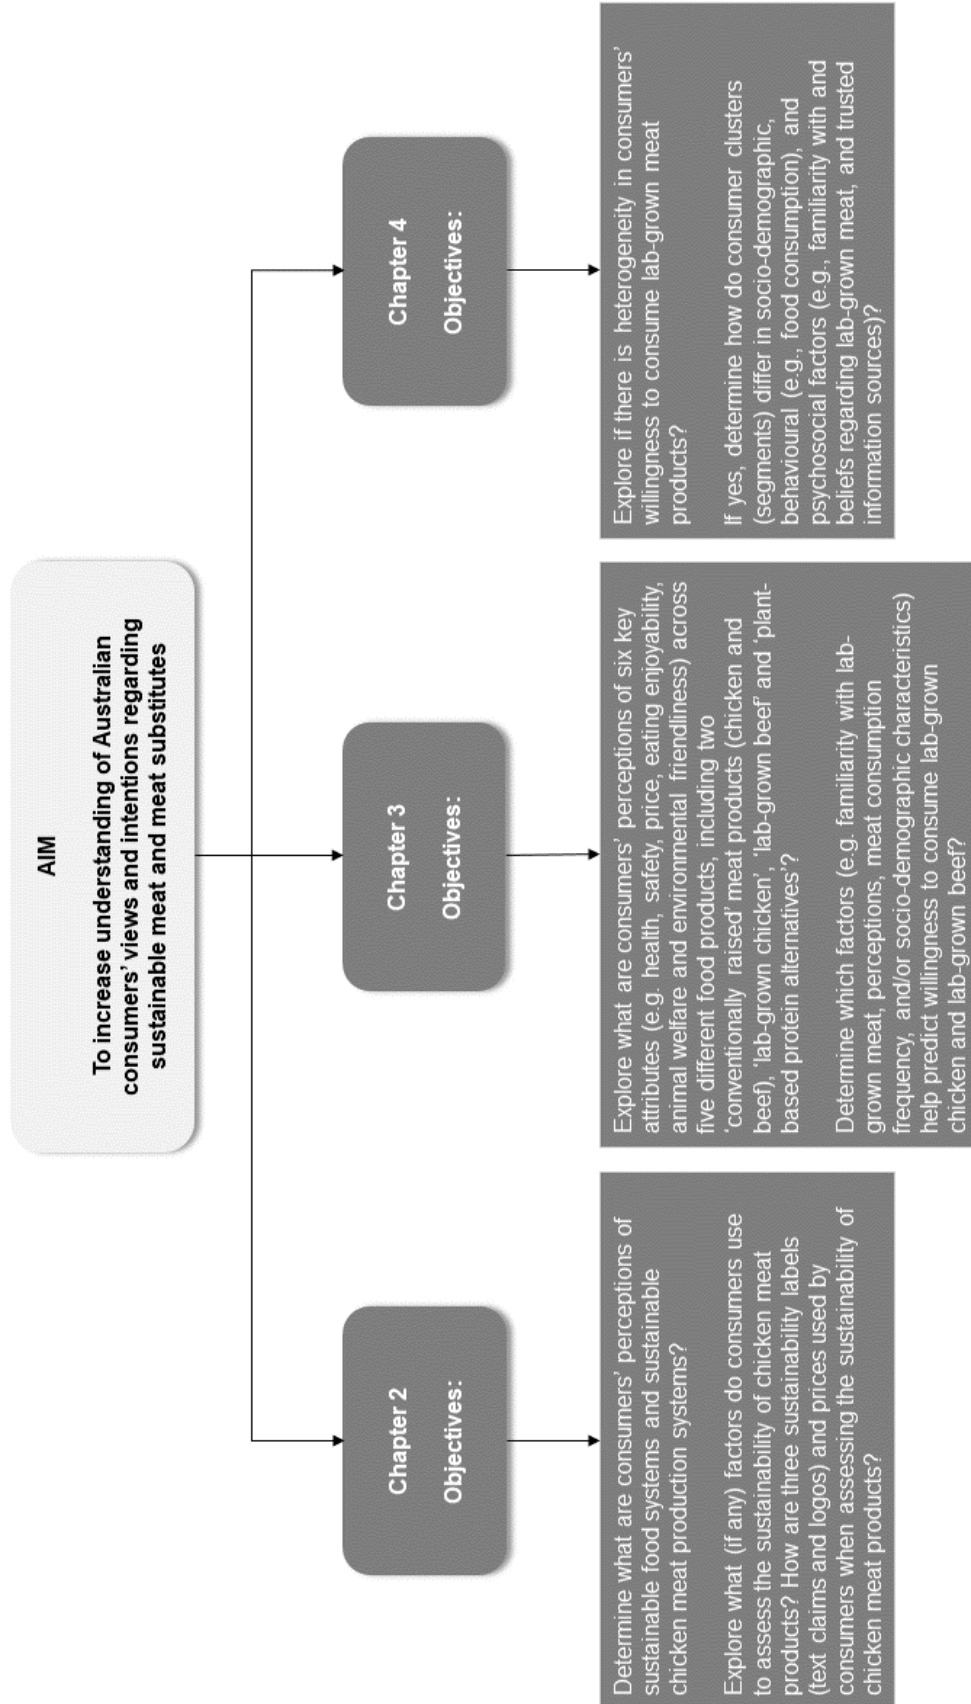 AIM
To increase understanding of Australian
consumers' views and intentions regarding
sustainable meat and meat substitutes
Chapter 2
Objectives:
Chapter 3
Objectives:
Chapter 4
Objectives:
Determine what are consumers' perceptions of
sustainable food systems and sustainable
chicken meat production systems?
Explore what (if any) factors do consumers use
to assess the sustainability of chicken meat
products? How are three sustainability labels
(text claims and logos) and prices used by
consumers when assessing the sustainability of
chicken meat products?
Explore what are consumers' perceptions of six key
attributes (e.g. health, safety, price, eating enjoyability,
animal welfare and environmental friendliness) across
five different food products, including two
'conventionally raised' meat products (chicken and
beef), 'lab-grown chicken', 'lab-grown beef' and 'plant-
based protein alternatives'?
Determine which factors (e.g. familiarity with lab-
grown meat, perceptions, meat consumption
frequency, and/or socio-demographic characteristics)
help predict willingness to consume lab-grown
chicken and lab-grown beef?
Explore if there is heterogeneity in consumers'
willingness to consume lab-grown meat
products?
If yes, determine how do consumer clusters
(segments) differ in socio-demographic,
behavioural (e.g., food consumption), and
psychosocial factors (e.g., familiarity with and
beliefs regarding lab-grown meat, and trusted
information sources)?